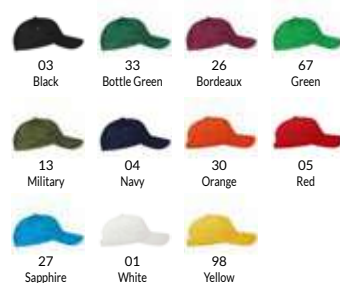 03 33 26 67
Black Bottle Green Bordeaux Green
13 04 30 05
Military Navy Orange Red
27 01 98
Sapphire White Yellow